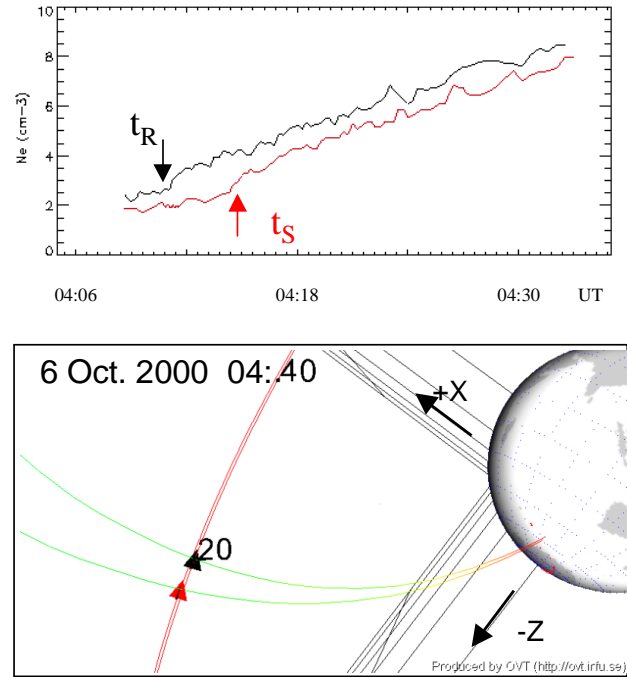 10
8
6
4
2
0
Ne (cm-3)
tR
tS
04:06 04:18 04:30 UT
6 Oct. 2000 04:.40
+X
20
-Z
Produced by OVT (http://ovt.irfu.se)